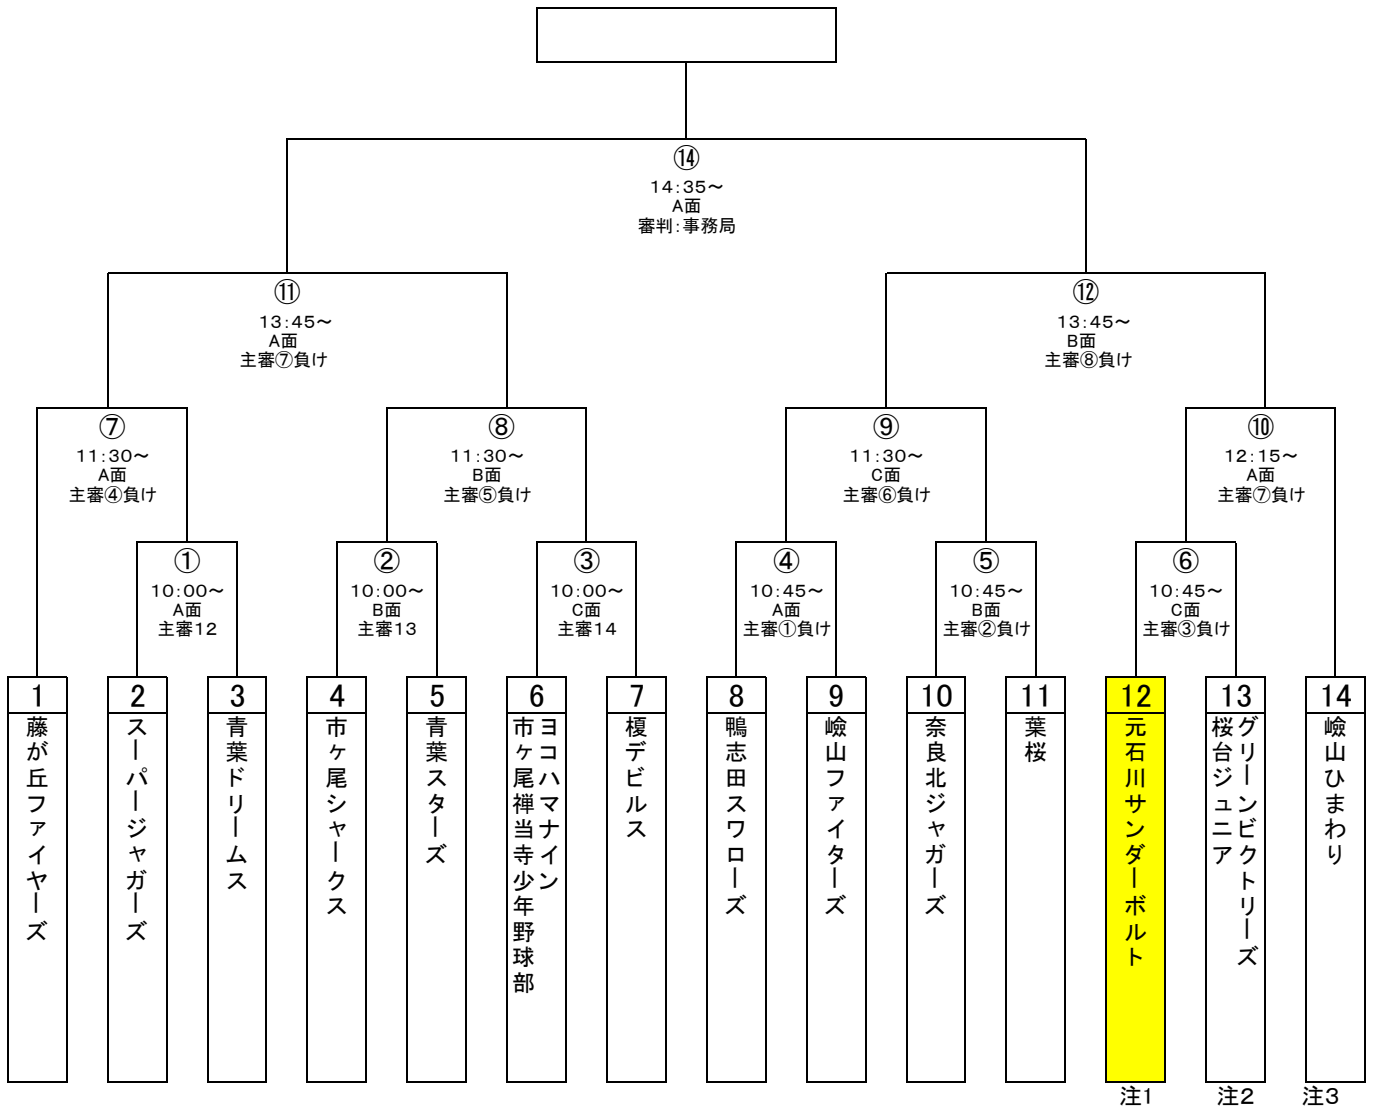 ⑭
14:35～
A面
審判:事務局
⑪
13:45～
A面
主審⑦負け
⑫
13:45～
B面
主審⑧負け
⑦
11:30～
A面
主審④負け
⑧
11:30～
B面
主審⑤負け
⑨
11:30～
C面
主審⑥負け
⑩
12:15～
A面
主審⑦負け
①
10:00～
A面
主審12
②
10:00～
B面
主審13
③
10:00～
C面
主審14
④
10:45～
A面
主審①負け
⑤
10:45～
B面
主審②負け
⑥
10:45～
C面
主審③負け
1
藤が丘ファイヤーズ
2
スーパージャガーズ
3
青葉ドリームス
4
市ヶ尾シャークス
5
青葉スターズ
6
ヨコハマナイン
市ヶ尾禅当寺少年野球部
7
榎デビルス
8
鴨志田スワローズ
9
嶮山ファイターズ
10
奈良北ジャガーズ
11
葉桜
12
元石川サンダーボルト
13
グリーンビクトリーズ
桜台ジュニア
14
嶮山ひまわり
注1
注2
注3